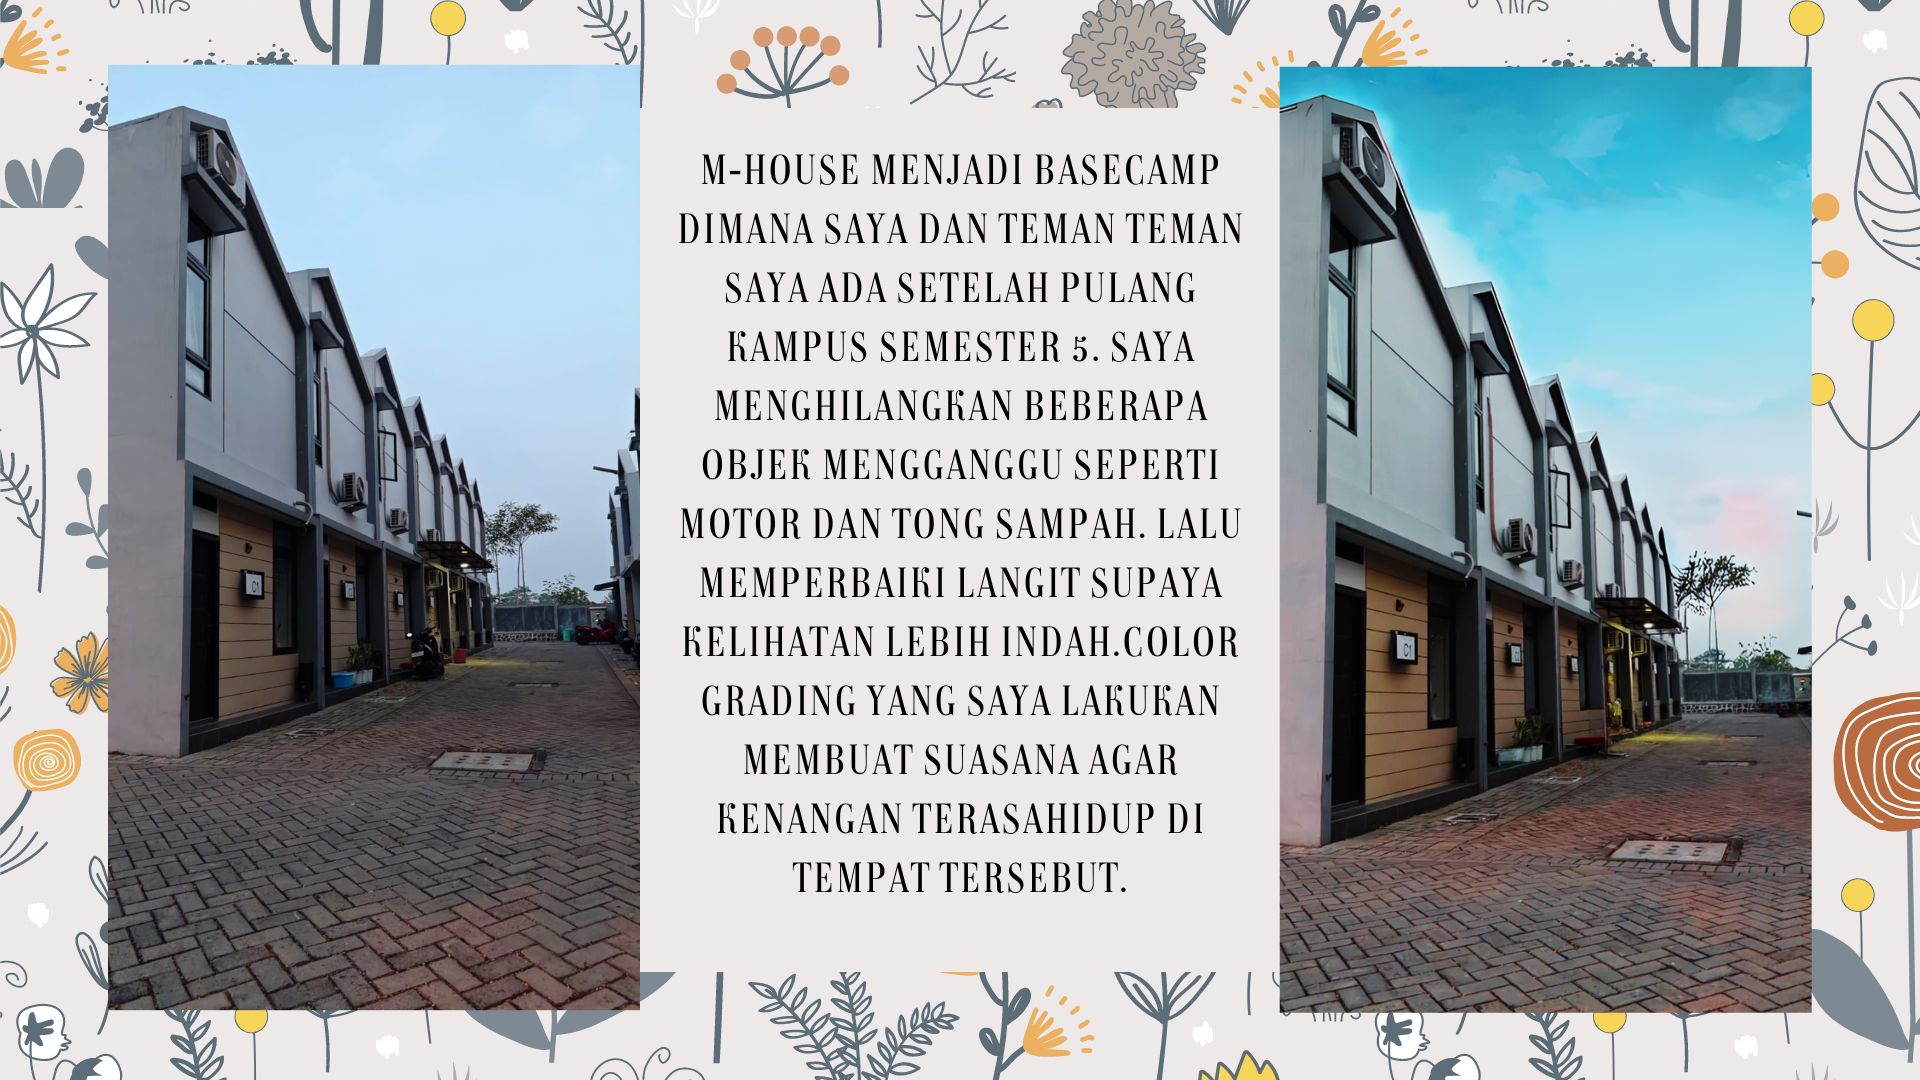 M-HOUSE MENJADI BASECAMP
DIMANA SAYA DAN TEMAN TEMAN
SAYA ADA SETELAH PULANG
KAMPUS SEMESTER 5. SAYA
MENGHILANGKAN BEBERAPA
OBJEK MENGGANGGU SEPERTI
MOTOR DAN TONG SAMPAH. LALU
MEMPERBAIKI LANGIT SUPAYA
KELIHATAN LEBIH INDAH.COLOR
GRADING YANG SAYA LAKUKAN
MEMBUAT SUASANA AGAR
KENANGAN TERASAHIDUP DI
TEMPAT TERSEBUT.
C1
C1